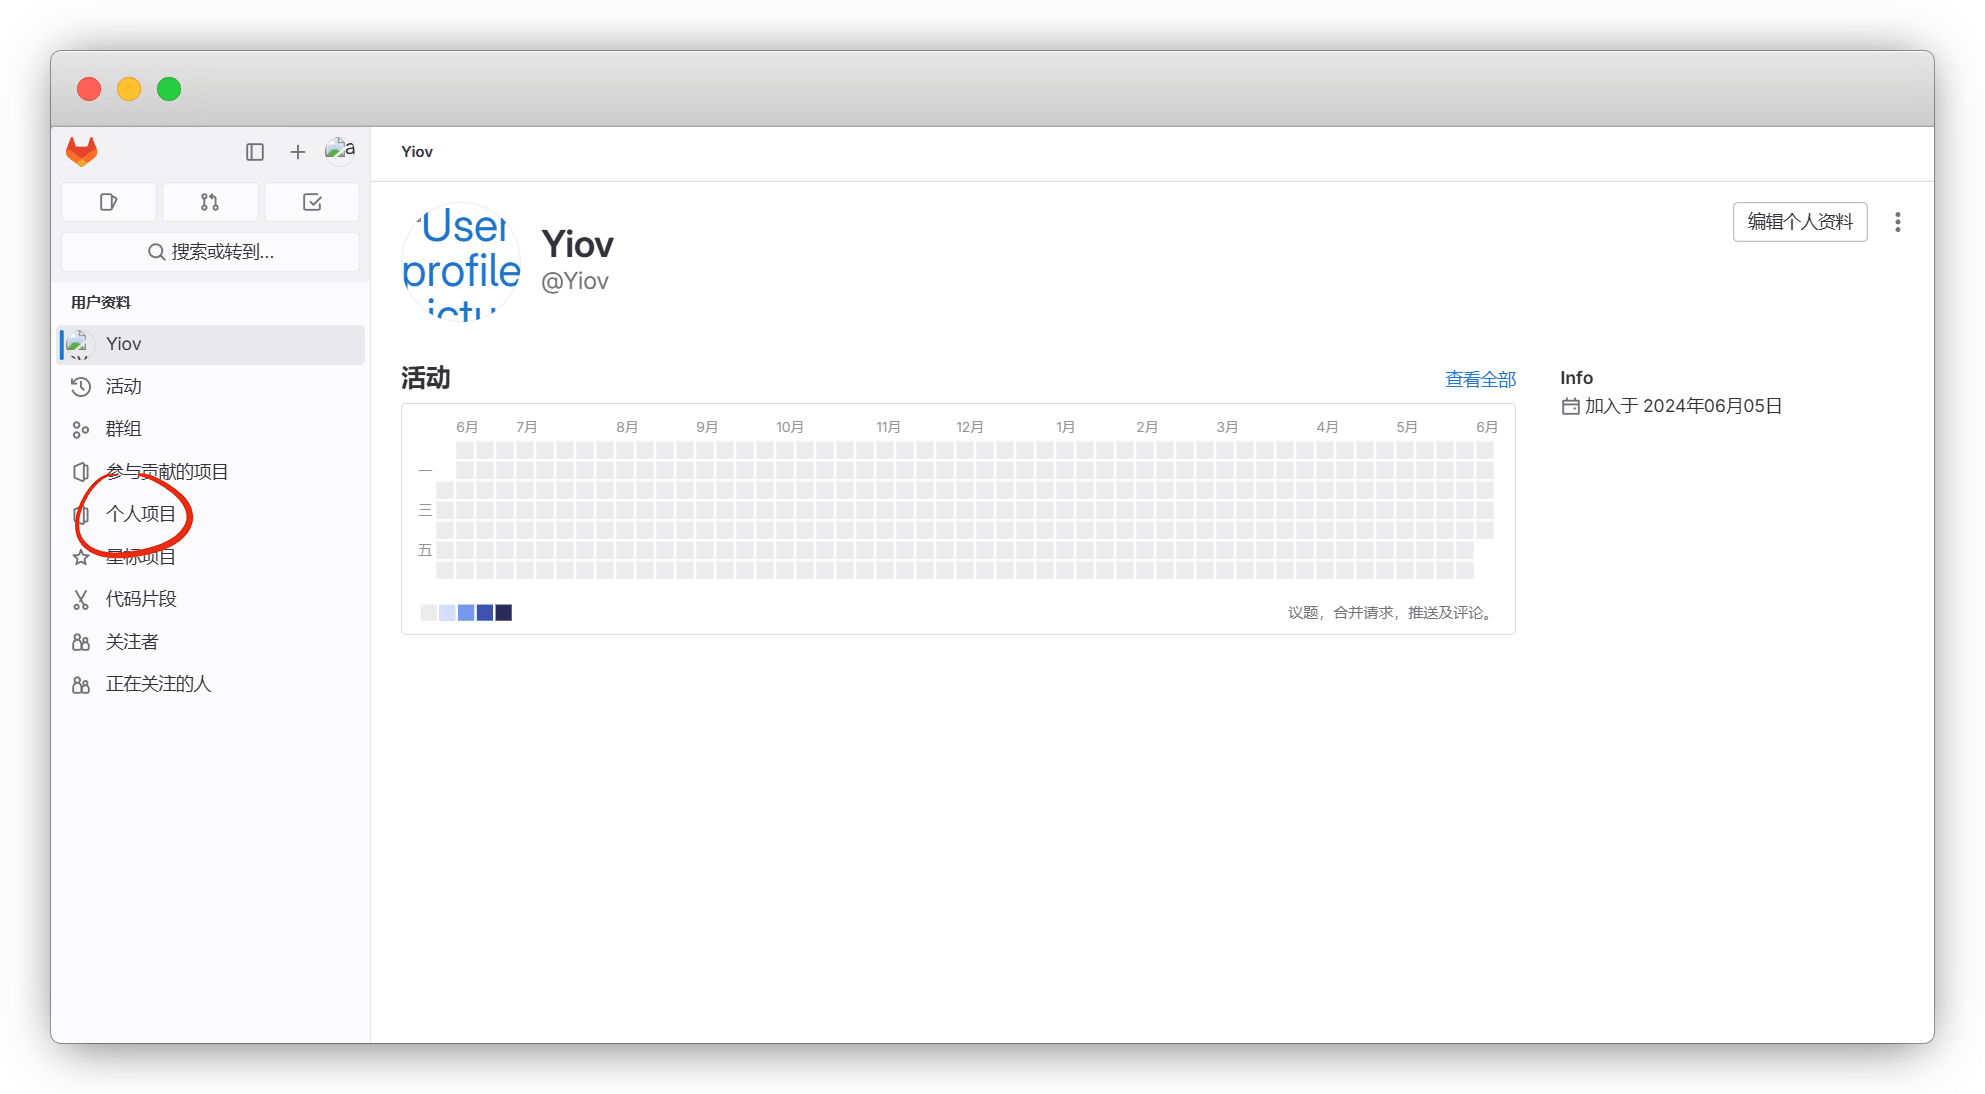 a
Yiov
搜索或转到...
用户资料
Yiov
活动
群组
参与贡献的项目
个人项目
星标项目
代码片段
关注者
正在关注的人
User
profile
Yiov
@Yiov
编辑个人资料
活动
查看全部
6月 7月 8月 9月 10月 11月 12月 1月 2月 3月 4月 5月 6月
一
三
五
议题，合并请求，推送及评论。
Info
加入于 2024年06月05日